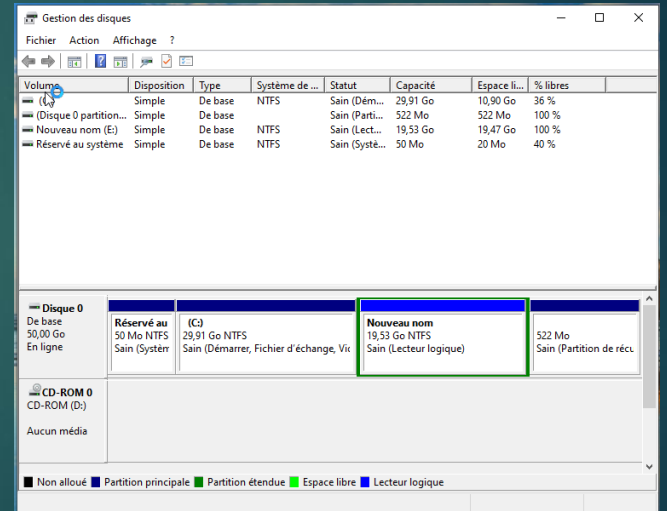 Gestion des disques
Fichier Action Affichage ?
Volume Disposition Type Système de ... Statut Capacité Espace li... % libres
Simple De base NTFS Sain (Dém... 29,91 Go 10,90 Go 36 %
(Disque 0 partition... Simple De base Sain (Parti... 522 Mo 522 Mo 100 %
Nouveau nom (E:) Simple De base NTFS Sain (Lect... 19,53 Go 19,47 Go 100 %
Réservé au système Simple De base NTFS Sain (Systè... 50 Mo 20 Mo 40 %
Disque 0
De base
50,00 Go
En ligne
Réservé au
50 Mo NTFS
Sain (Systèm
(C:)
29,91 Go NTFS
Sain (Démarrer, Fichier d'échange, Vic
Nouveau nom
19,53 Go NTFS
Sain (Lecteur logique)
522 Mo
Sain (Partition de récu
CD-ROM 0
CD-ROM (D:)
Aucun média
Non alloué Partition principale Partition étendue Espace libre Lecteur logique